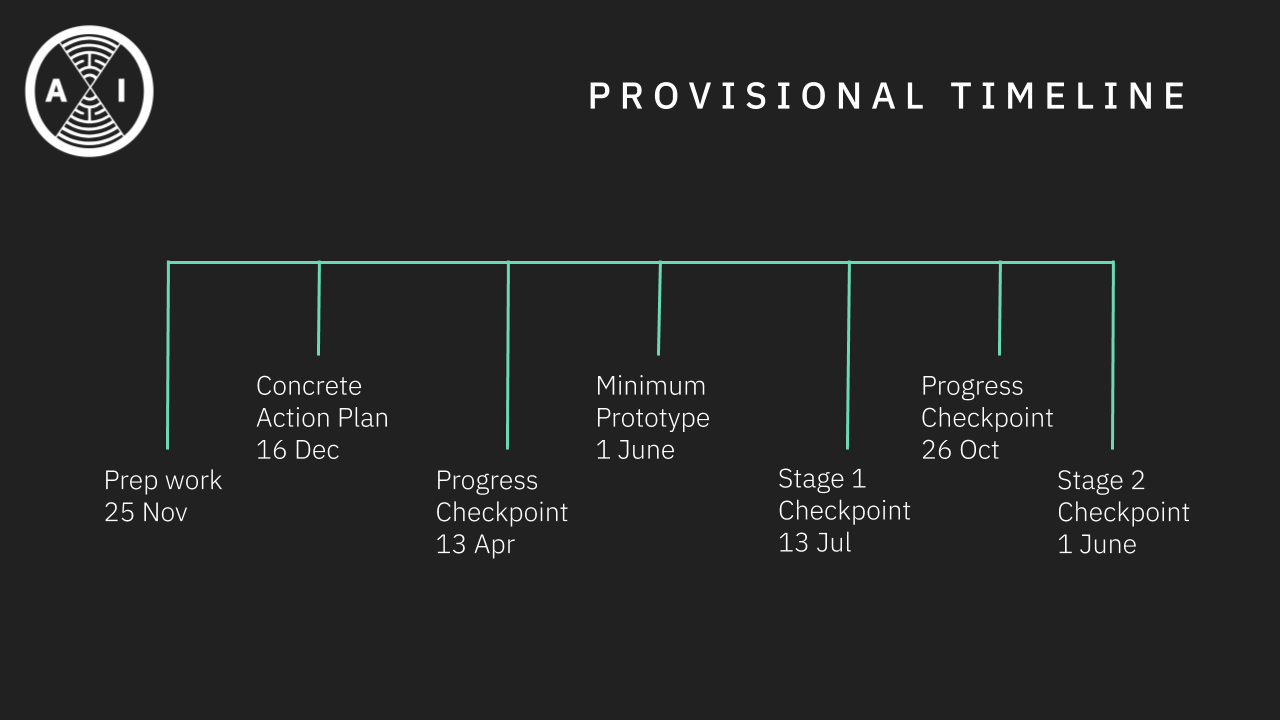 A I
PROVISIONAL TIMELINE
Prep work
25 Nov
Concrete
Action Plan
16 Dec
Progress
Checkpoint
13 Apr
Minimum
Prototype
1 June
Stage 1
Checkpoint
13 Jul
Progress
Checkpoint
26 Oct
Stage 2
Checkpoint
1 June